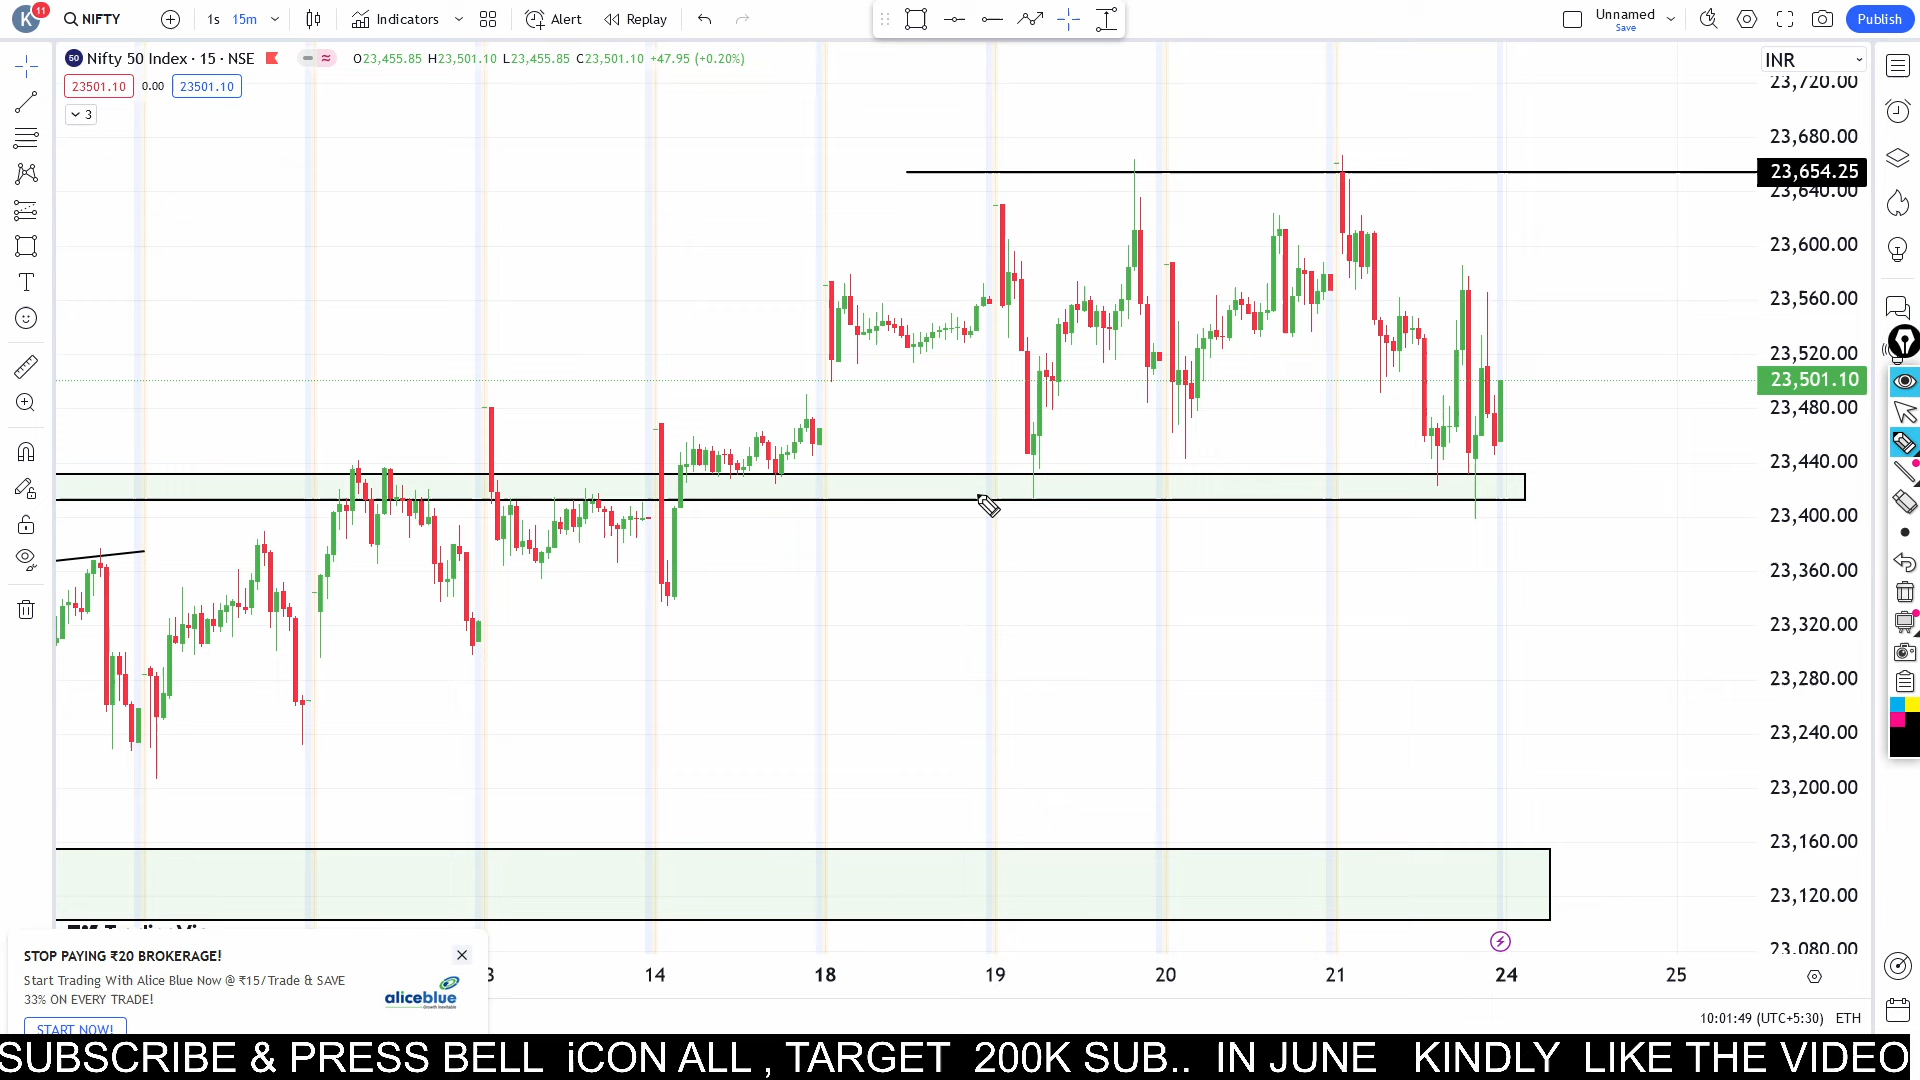 K
11
NIFTY
1s
15m
Indicators
Alert
Replay
Unnamed
Save
Publish
50
Nifty 50 Index · 15 · NSE
O23,455.85 H23,501.10 L23,455.85 C23,501.10 +47.95 (+0.20%)
23501.10
0.00
23501.10
3
INR
23,720.00
23,680.00
23,654.25
23,640.00
23,600.00
23,560.00
23,520.00
23,501.10
23,480.00
23,440.00
23,400.00
23,360.00
23,320.00
23,280.00
23,240.00
23,200.00
23,160.00
23,120.00
23,080.00
STOP PAYING ₹20 BROKERAGE!
Start Trading With Alice Blue Now @ ₹15/Trade & SAVE
33% ON EVERY TRADE!
START NOW!
aliceblue
14
18
19
20
21
24
25
10:01:49 (UTC+5:30)
ETH
SUBSCRIBE & PRESS BELL iCON ALL , TARGET 200K SUB.. IN JUNE KINDLY LIKE THE VIDEO